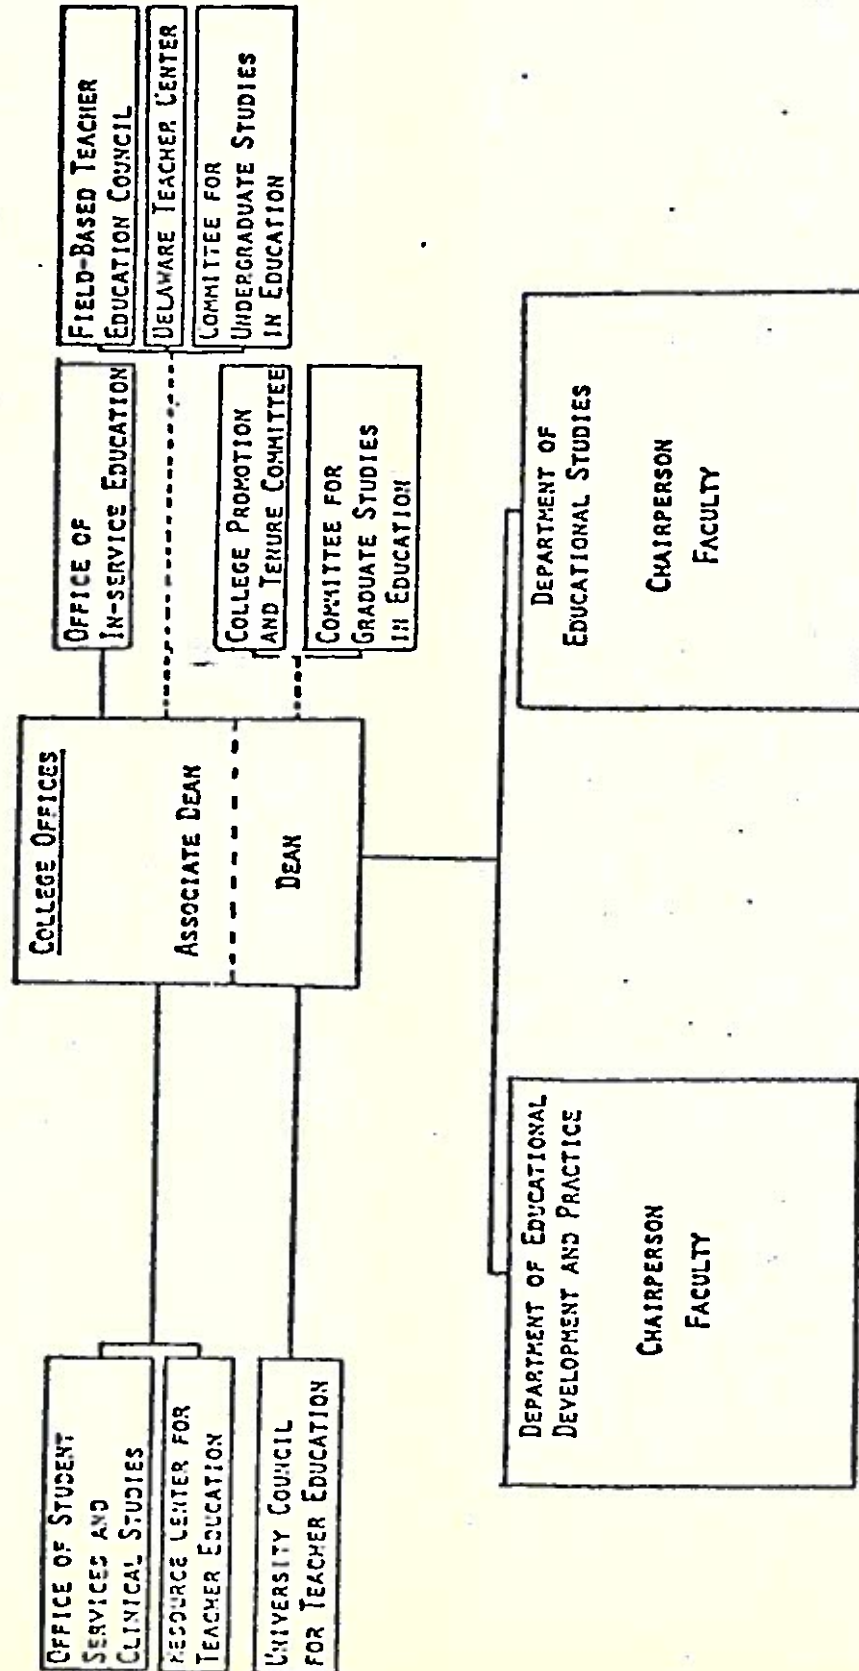 COLLEGE OFFICES
ASSOCIATE DEAN
DEAN
OFFICE OF STUDENT
SERVICES AND
CLINICAL STUDIES
RESOURCE CENTER FOR
TEACHER EDUCATION
UNIVERSITY COUNCIL
FOR TEACHER EDUCATION
OFFICE OF
IN-SERVICE EDUCATION
COLLEGE PROMOTION
AND TENURE COMMITTEE
COMMITTEE FOR
GRADUATE STUDIES
IN EDUCATION
FIELD-BASED TEACHER
EDUCATION COUNCIL
DELAWARE TEACHER CENTER
COMMITTEE FOR
UNDERGRADUATE STUDIES
IN EDUCATION
DEPARTMENT OF EDUCATIONAL
DEVELOPMENT AND PRACTICE
CHAIRPERSON
FACULTY
DEPARTMENT OF
EDUCATIONAL STUDIES
CHAIRPERSON
FACULTY